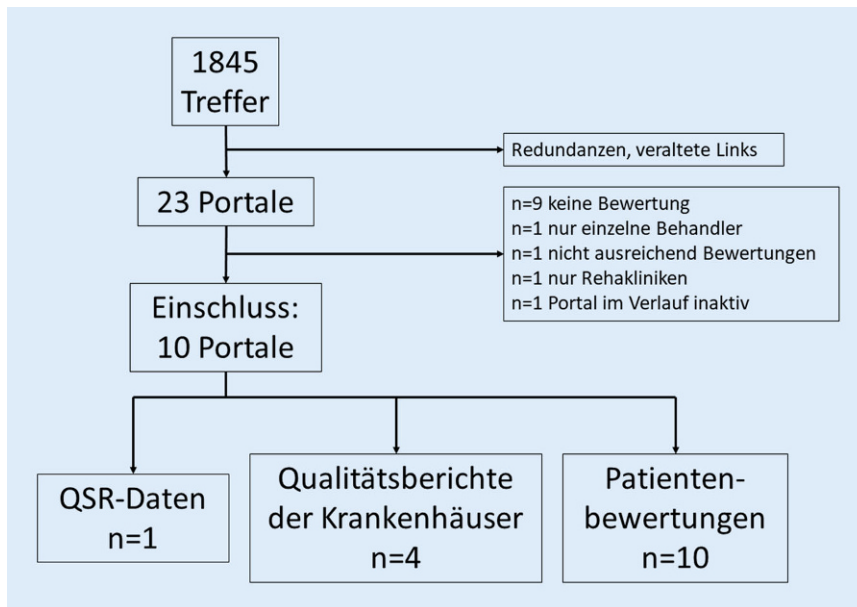 1845
Treffer
Redundanzen, veraltete Links
23 Portale
n=9 keine Bewertung
n=1 nur einzelne Behandler
n=1 nicht ausreichend Bewertungen
n=1 nur Rehakliniken
n=1 Portal im Verlauf inaktiv
Einschluss:
10 Portale
QSR-Daten
n=1
Qualitätsberichte
der Krankenhäuser
n=4
Patienten-
bewertungen
n=10